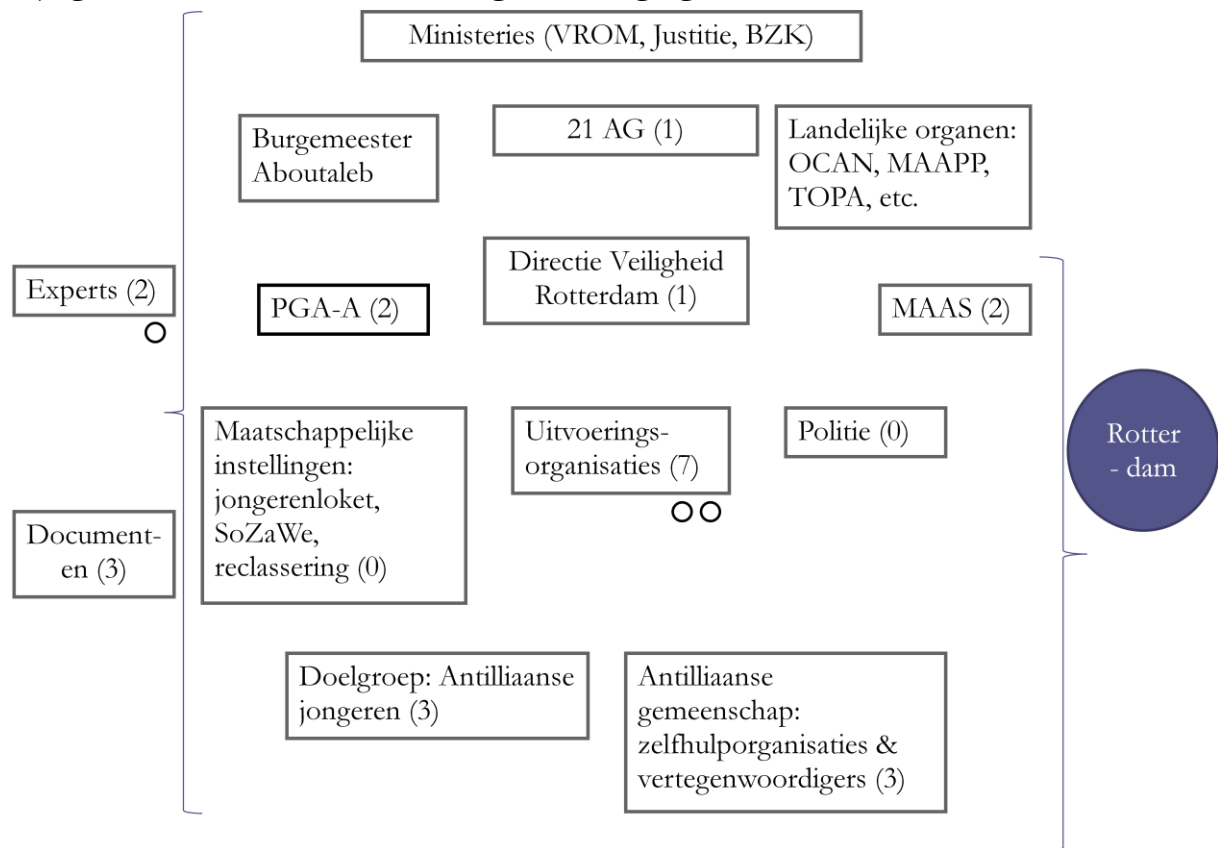 Ministeries (VROM, Justitie, BZK)
Burgemeester
Aboutaleb
21 AG (1)
Landelijke organen:
OCAN, MAAPP,
TOPA, etc.
Experts (2)
PGA-A (2)
Directie Veiligheid
Rotterdam (1)
MAAS (2)
Maatschappelijke
instellingen:
jongerenloket,
SoZaWe,
reclassering (0)
Uitvoerings-
organisaties (7)
Politie (0)
Rotter
- dam
Document-
en (3)
Doelgroep: Antilliaanse
jongeren (3)
Antilliaanse
gemeenschap:
zelfhulporganisaties &
vertegenwoordigers (3)